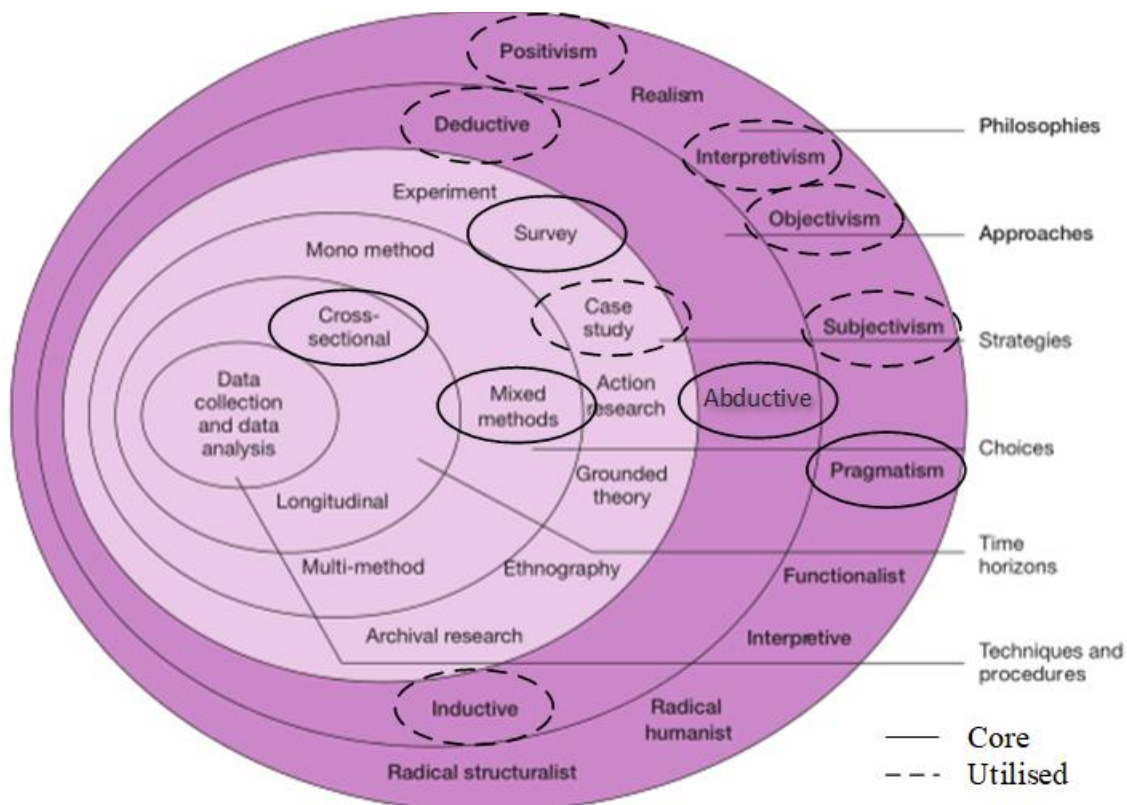 Positivism
Realism
Deductive
Philosophies
Interpretivism
Experiment
Objectivism
Survey
Approaches
Mono method
Cross-
sectional
Case
study
Subjectivism
Strategies
Data
collection
and data
analysis
Mixed
methods
Action
research
Abductive
Choices
Pragmatism
Grounded
theory
Longitudinal
Time
horizons
Multi-method
Ethnography
Functionalist
Archival research
Interpretive
Techniques and
procedures
Inductive
Radical
humanist
Radical structuralist
Core
Utilised